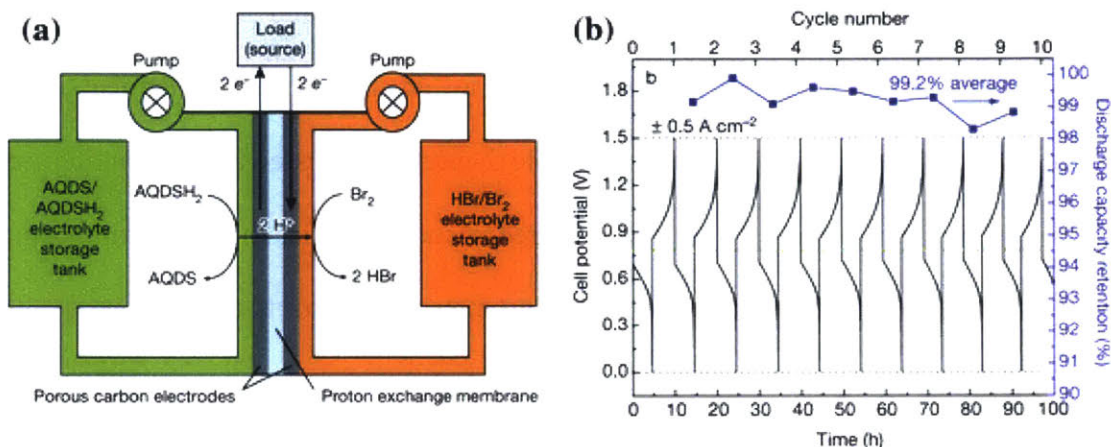 (a)
Load
(source)
Pump
Pump
2 e⁻
2 e⁻
AQDS/
AQDSH₂
electrolyte
storage
tank
AQDSH₂
AQDS
2 H⁺
Br₂
2 HBr
HBr/Br₂
electrolyte
storage
tank
Porous carbon electrodes
Proton exchange membrane
(b)
Cycle number
0 1 2 3 4 5 6 7 8 9 10
b
99.2% average
± 0.5 A cm⁻²
Cell potential (V)
1.8
1.5
1.2
0.9
0.6
0.3
0.0
Discharge capacity retention (%)
100
99
98
97
96
95
94
93
92
91
90
0 10 20 30 40 50 60 70 80 90 100
Time (h)